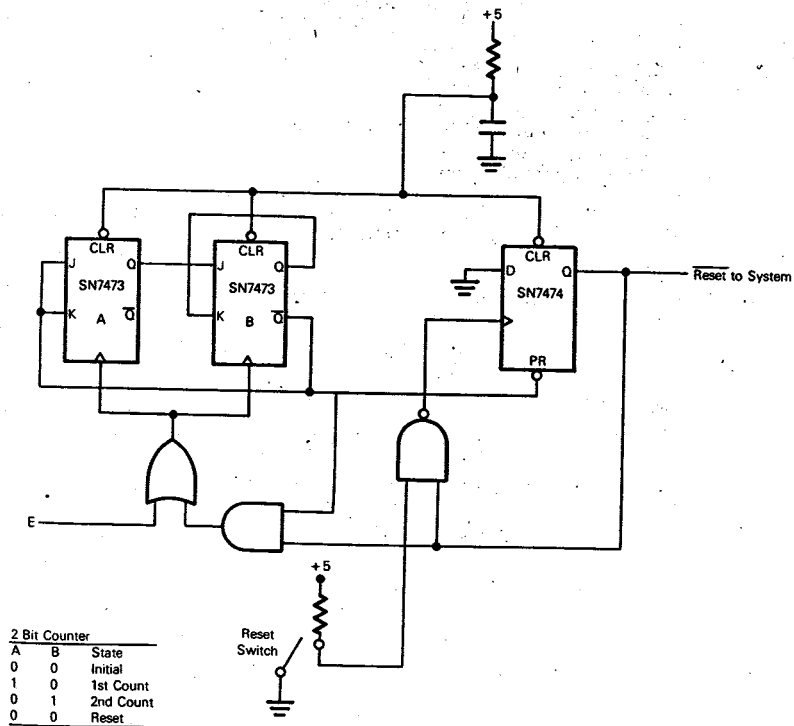 +5
CLR
J Q
SN7473
K A Q̅
CLR
J Q
SN7473
K B Q̅
CLR
D Q
SN7474
PR
R̅e̅s̅e̅t̅ to System
E
+5
Reset
Switch
2 Bit Counter
A B State
0 0 Initial
1 0 1st Count
0 1 2nd Count
0 0 Reset